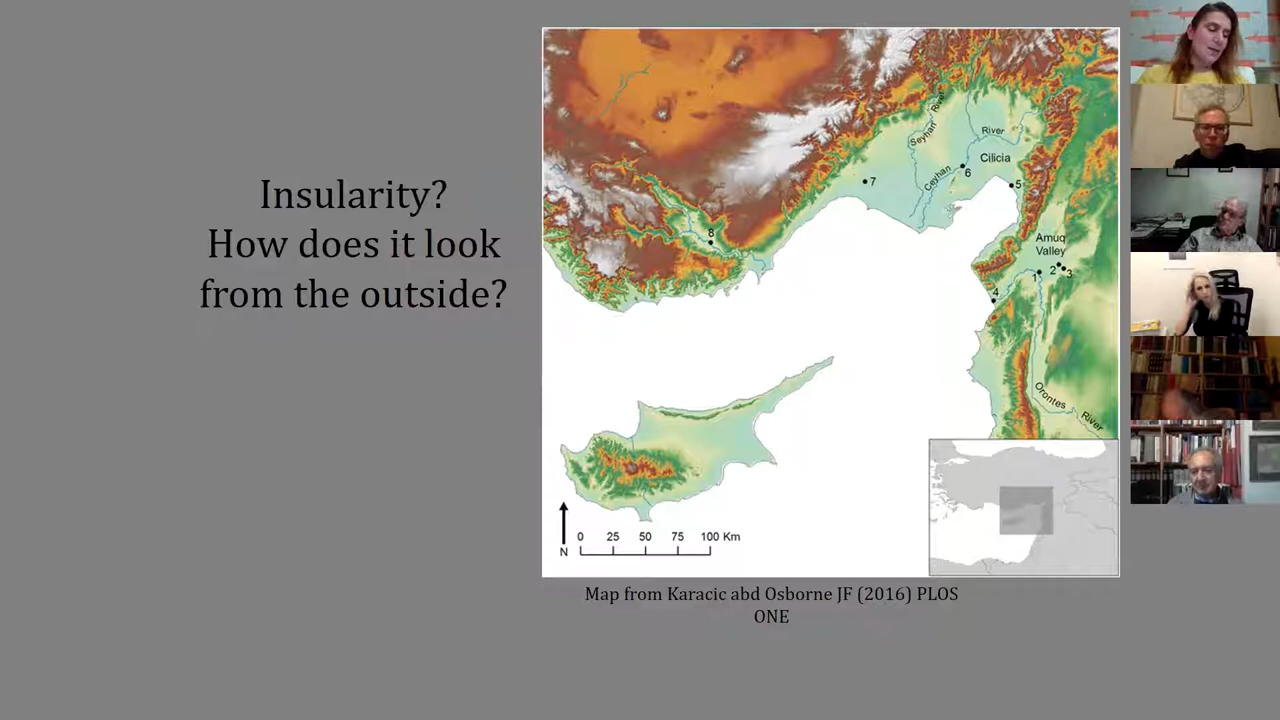 Insularity?
How does it look
from the outside?
Seyhan River
River
Cilicia
Ceyhan
6
7
5
8
Amuq
Valley
2
3
1
4
Orontes River
N
0 25 50 75 100 Km
Map from Karacic abd Osborne JF (2016) PLOS
ONE